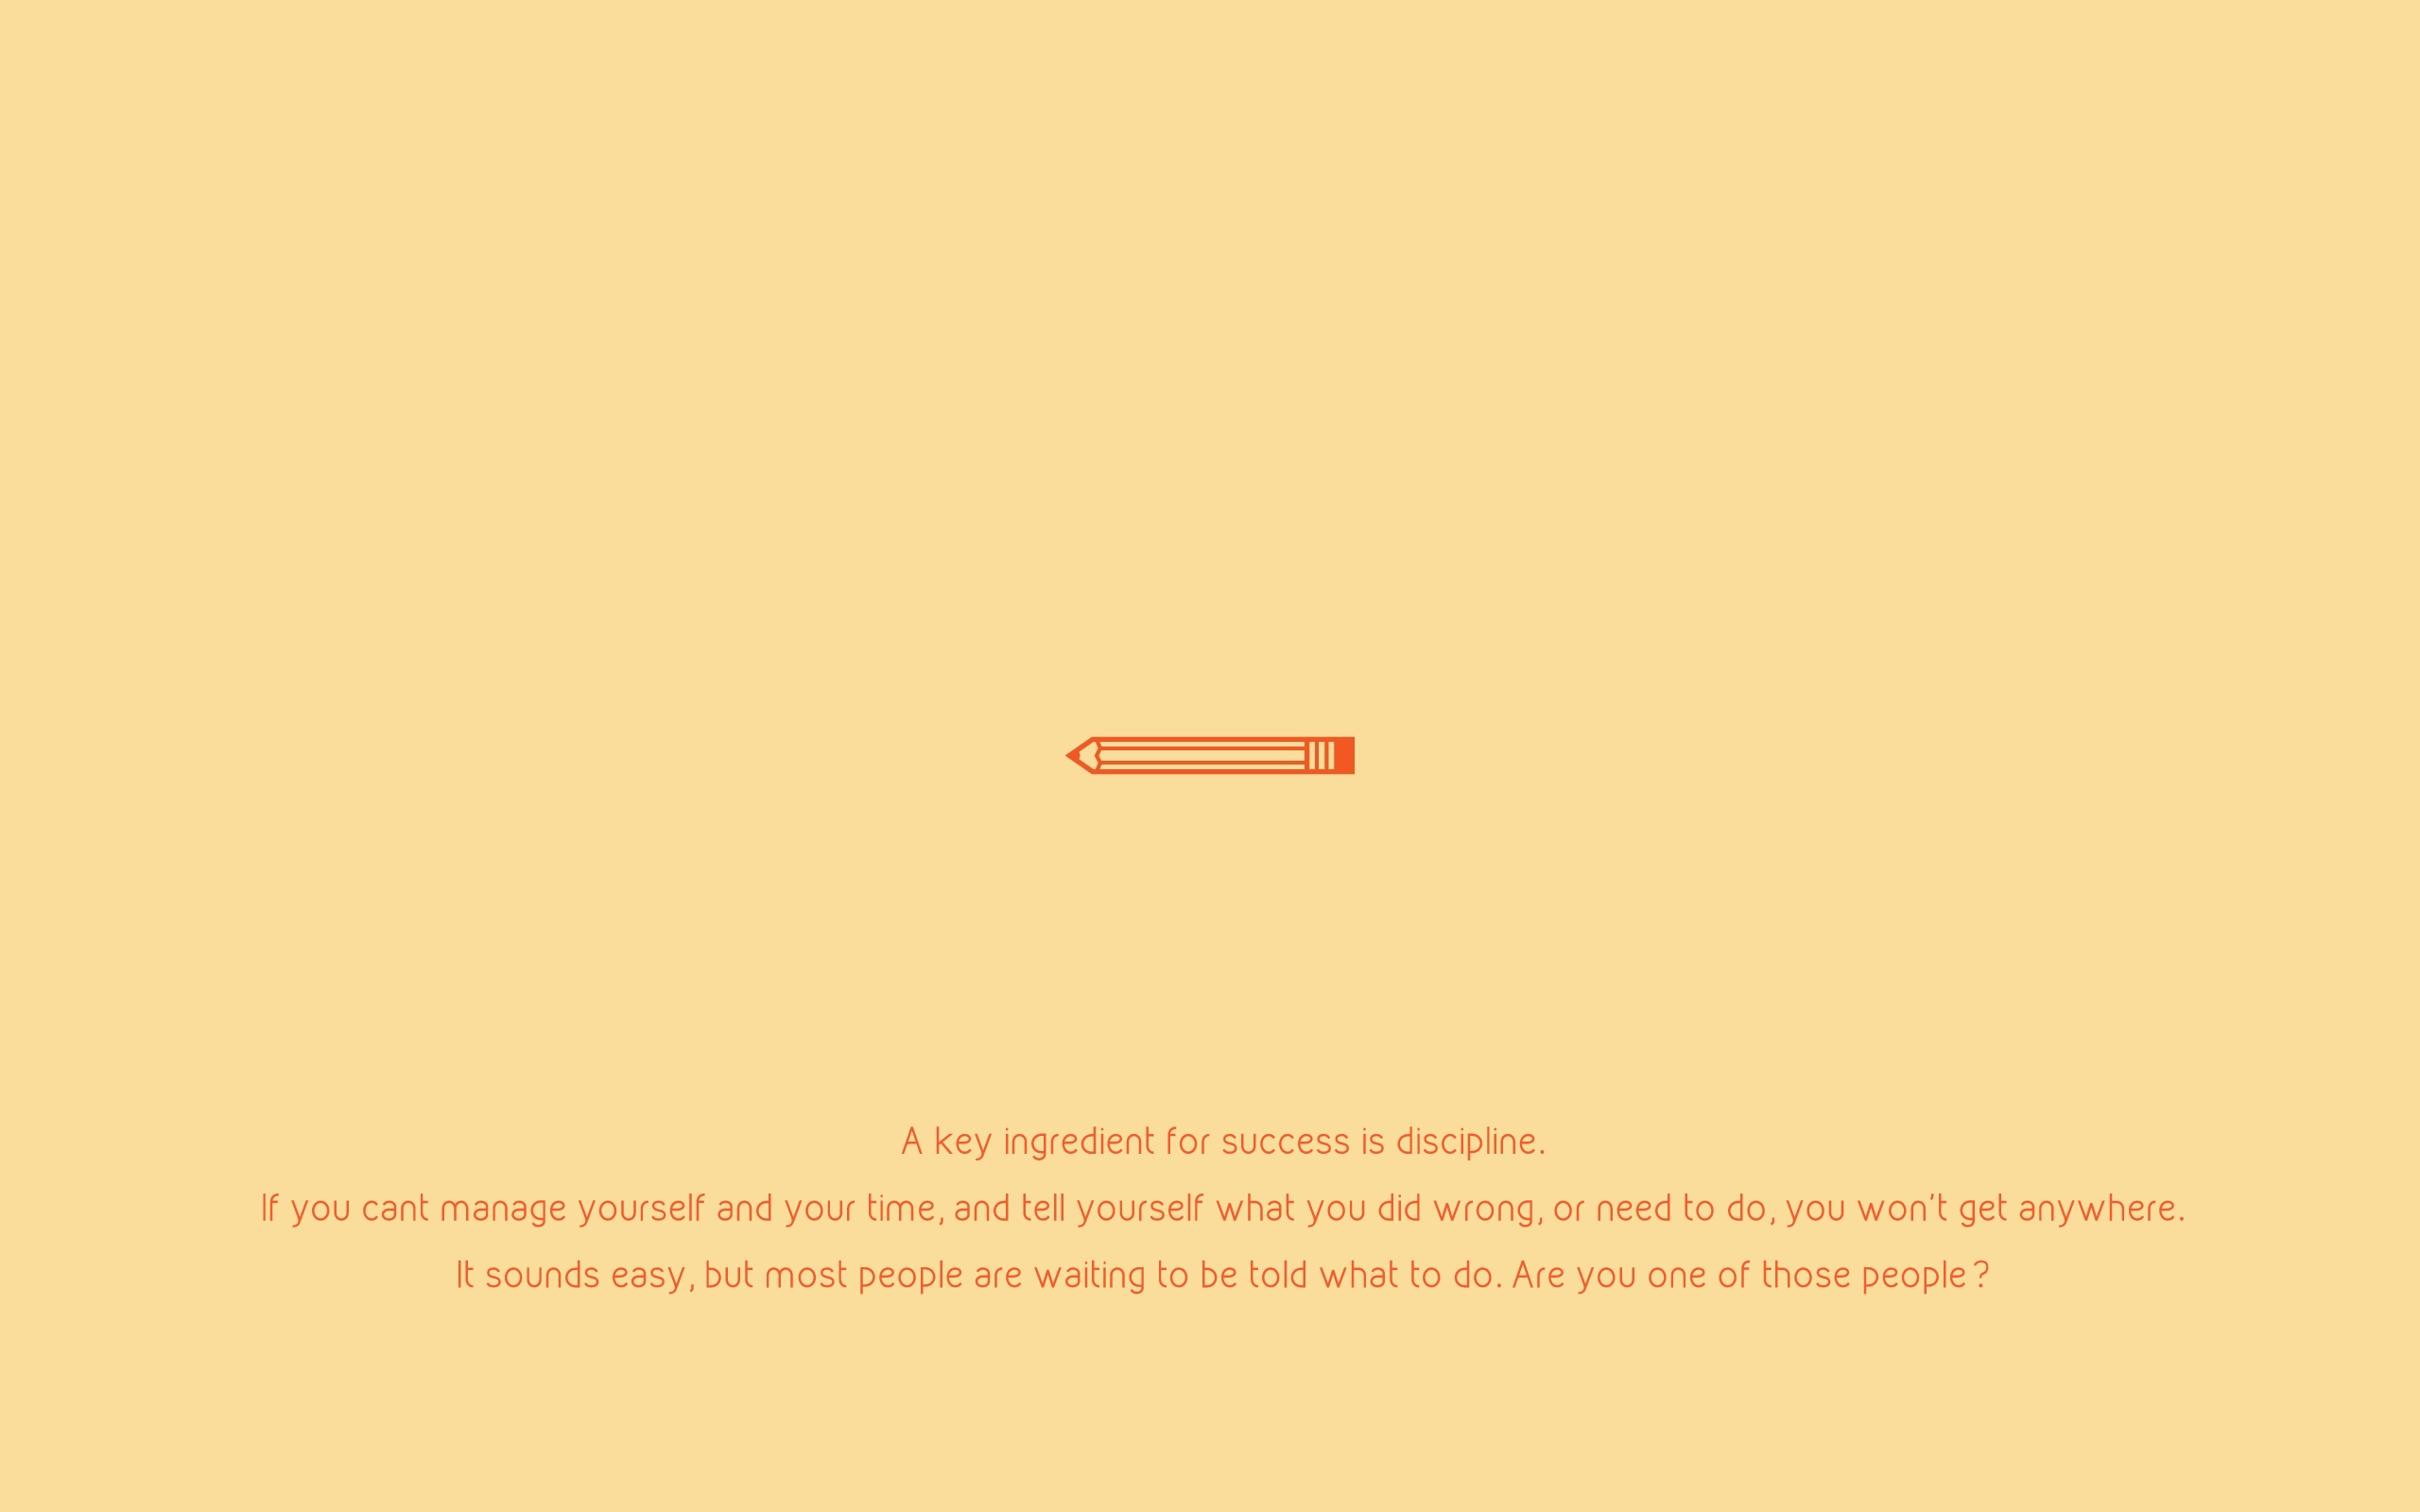 A key ingredient for success is discipline.
If you cant manage yourself and your time, and tell yourself what you did wrong, or need to do, you won't get anywhere.
It sounds easy, but most people are waiting to be told what to do. Are you one of those people?